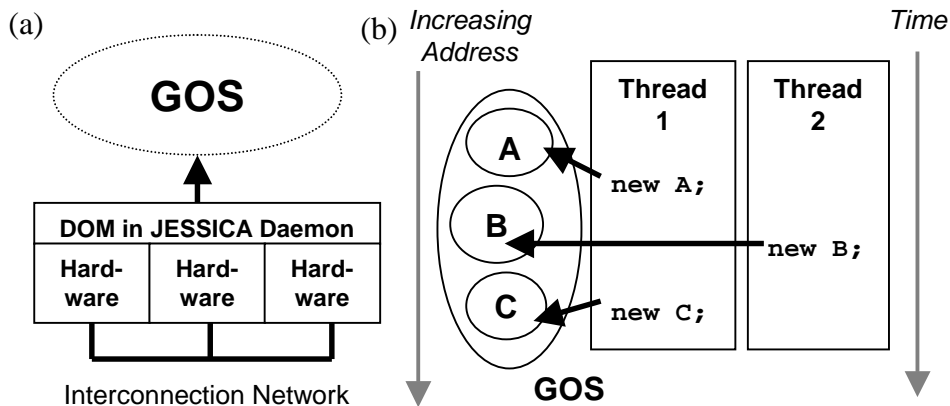 (a)
GOS
DOM in JESSICA Daemon
Hard-
ware
Hard-
ware
Hard-
ware
Interconnection Network
(b)
Increasing
Address
Time
Thread
1
Thread
2
A
new A;
B
new B;
C
new C;
GOS